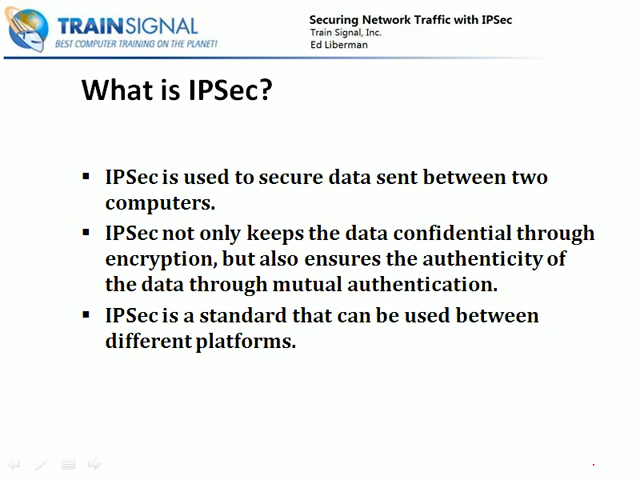 TRAINSIGNAL
BEST COMPUTER TRAINING ON THE PLANET!
Securing Network Traffic with IPSec
Train Signal, Inc.
Ed Liberman
What is IPSec?
▪ IPSec is used to secure data sent between two
computers.
▪ IPSec not only keeps the data confidential through
encryption, but also ensures the authenticity of
the data through mutual authentication.
▪ IPSec is a standard that can be used between
different platforms.